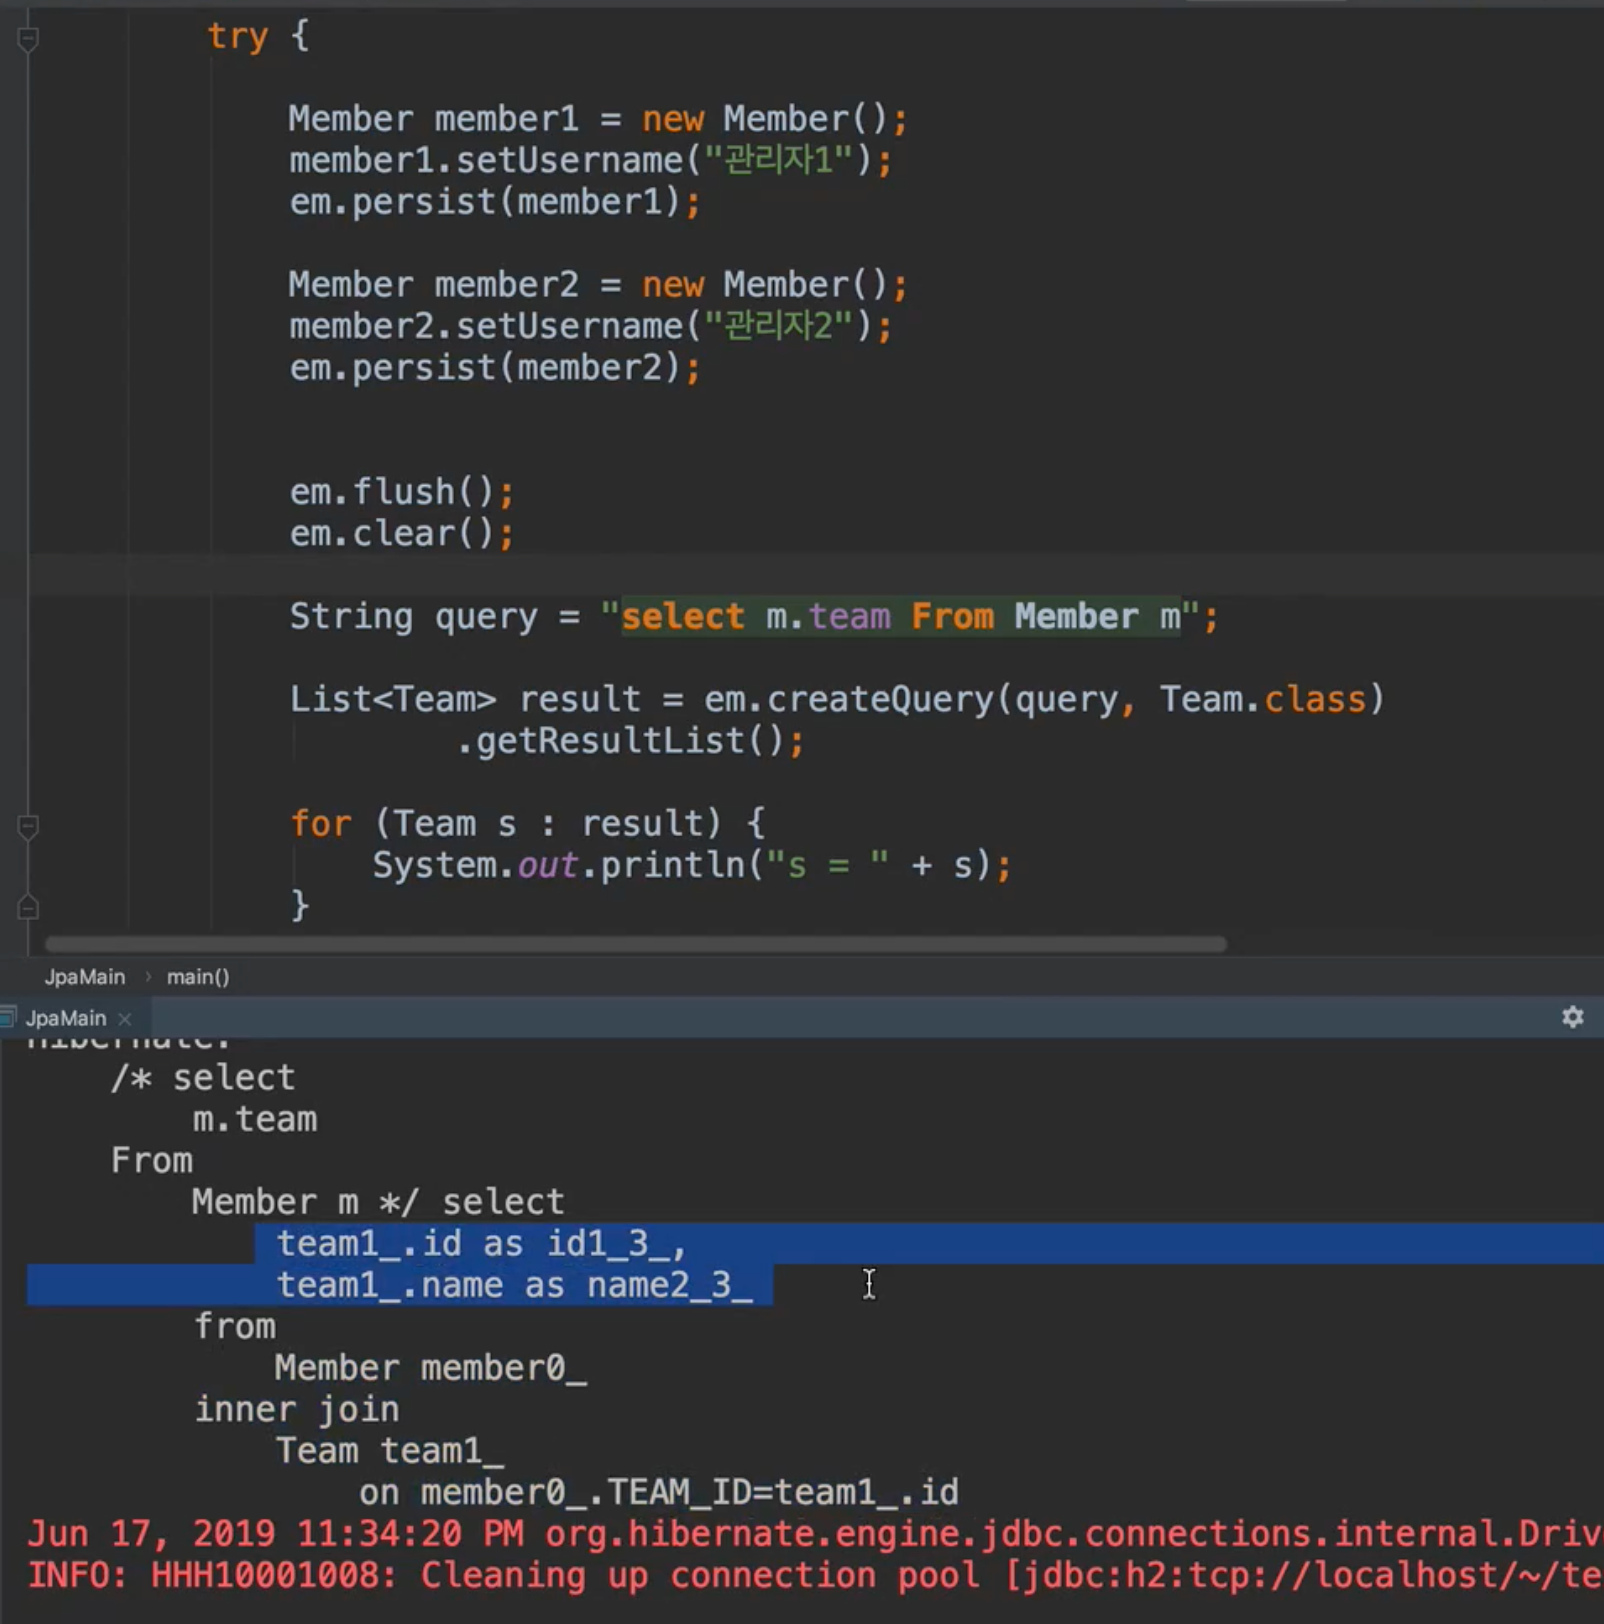 try {
Member member1 = new Member();
member1.setUsername("관리자1");
em.persist(member1);
Member member2 = new Member();
member2.setUsername("관리자2");
em.persist(member2);
em.flush();
em.clear();
String query = "select m.team From Member m";
List<Team> result = em.createQuery(query, Team.class)
.getResultList();
for (Team s : result) {
System.out.println("s = " + s);
}
JpaMain › main()
JpaMain ×
Hibernate:
/* select
m.team
From
Member m */ select
team1_.id as id1_3_,
team1_.name as name2_3_
from
Member member0_
inner join
Team team1_
on member0_.TEAM_ID=team1_.id
Jun 17, 2019 11:34:20 PM org.hibernate.engine.jdbc.connections.internal.Driv
INFO: HHH10001008: Cleaning up connection pool [jdbc:h2:tcp://localhost/~/te